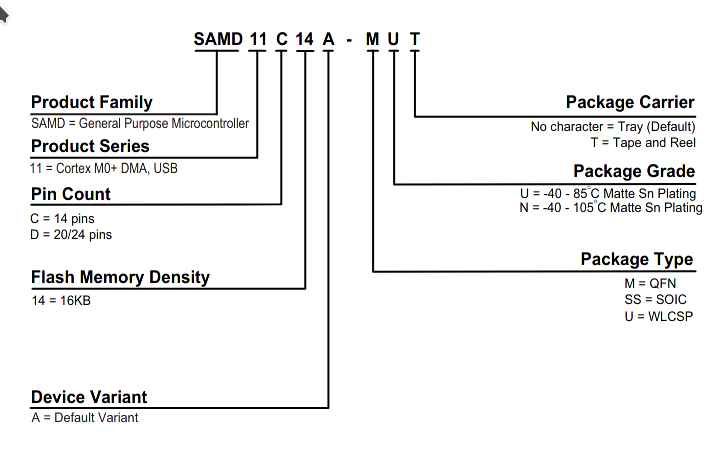 SAMD 11 C 14 A - M U T
Product Family
SAMD = General Purpose Microcontroller
Product Series
11 = Cortex M0+ DMA, USB
Pin Count
C = 14 pins
D = 20/24 pins
Flash Memory Density
14 = 16KB
Device Variant
A = Default Variant
Package Carrier
No character = Tray (Default)
T = Tape and Reel
Package Grade
U = -40 - 85°C Matte Sn Plating
N = -40 - 105°C Matte Sn Plating
Package Type
M = QFN
SS = SOIC
U = WLCSP